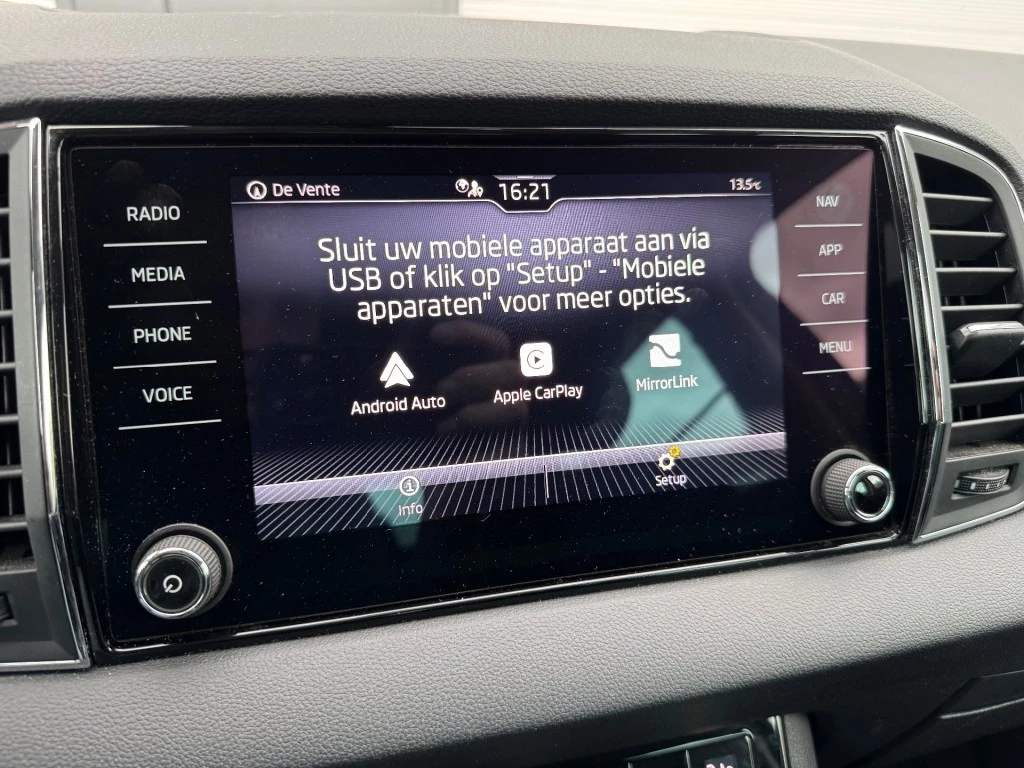 De Vente
16:21
13.5°C
RADIO
MEDIA
PHONE
VOICE
Sluit uw mobiele apparaat aan via
USB of klik op "Setup" - "Mobiele
apparaten" voor meer opties.
Android Auto
Apple CarPlay
MirrorLink
Info
Setup
NAV
APP
CAR
MENU